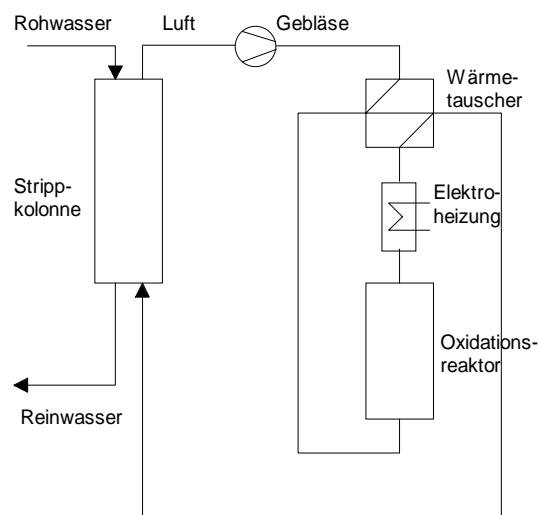 Rohwasser
Luft
Gebläse
Wärme-
tauscher
Stripp-
kolonne
Elektro-
heizung
Oxidations-
reaktor
Reinwasser